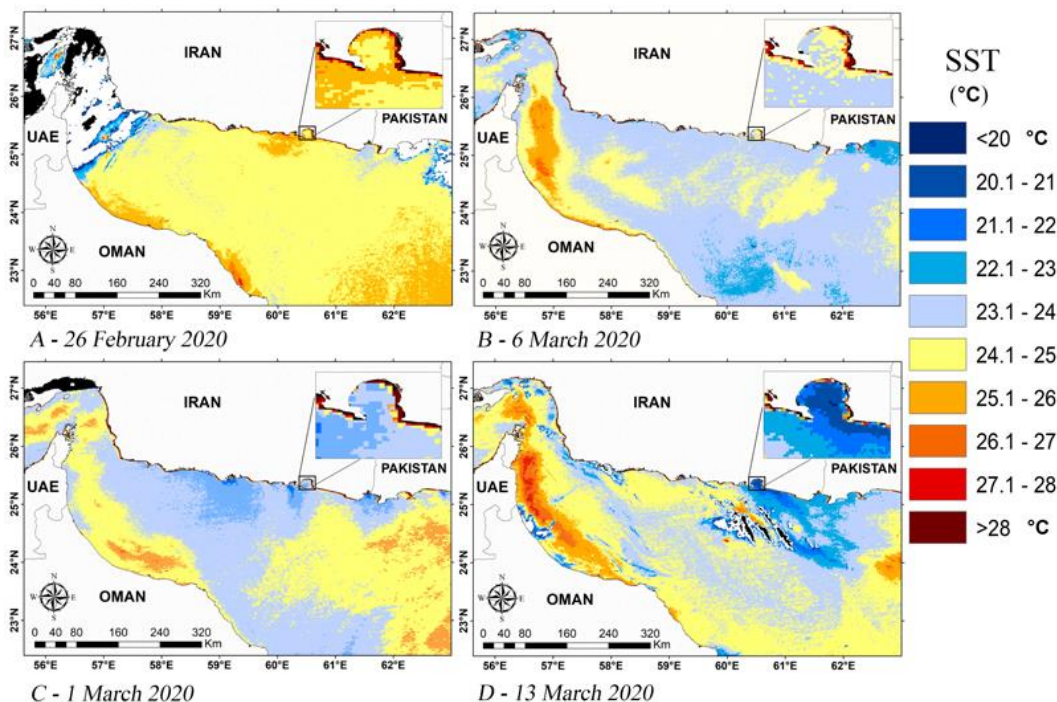 IRAN
UAE
PAKISTAN
OMAN
N
W E
S
0 40 80 160 240 320
Km
27°N
26°N
25°N
24°N
23°N
56°E 57°E 58°E 59°E 60°E 61°E 62°E
A - 26 February 2020
IRAN
UAE
PAKISTAN
OMAN
N
W E
S
0 40 80 160 240 320
Km
27°N
26°N
25°N
24°N
23°N
56°E 57°E 58°E 59°E 60°E 61°E 62°E
B - 6 March 2020
IRAN
UAE
PAKISTAN
OMAN
N
W E
S
0 40 80 160 240 320
Km
27°N
26°N
25°N
24°N
23°N
56°E 57°E 58°E 59°E 60°E 61°E 62°E
C - 1 March 2020
IRAN
UAE
PAKISTAN
OMAN
N
W E
S
0 40 80 160 240 320
Km
27°N
26°N
25°N
24°N
23°N
56°E 57°E 58°E 59°E 60°E 61°E 62°E
D - 13 March 2020
SST
(°C)
<20 °C
20.1 - 21
21.1 - 22
22.1 - 23
23.1 - 24
24.1 - 25
25.1 - 26
26.1 - 27
27.1 - 28
>28 °C